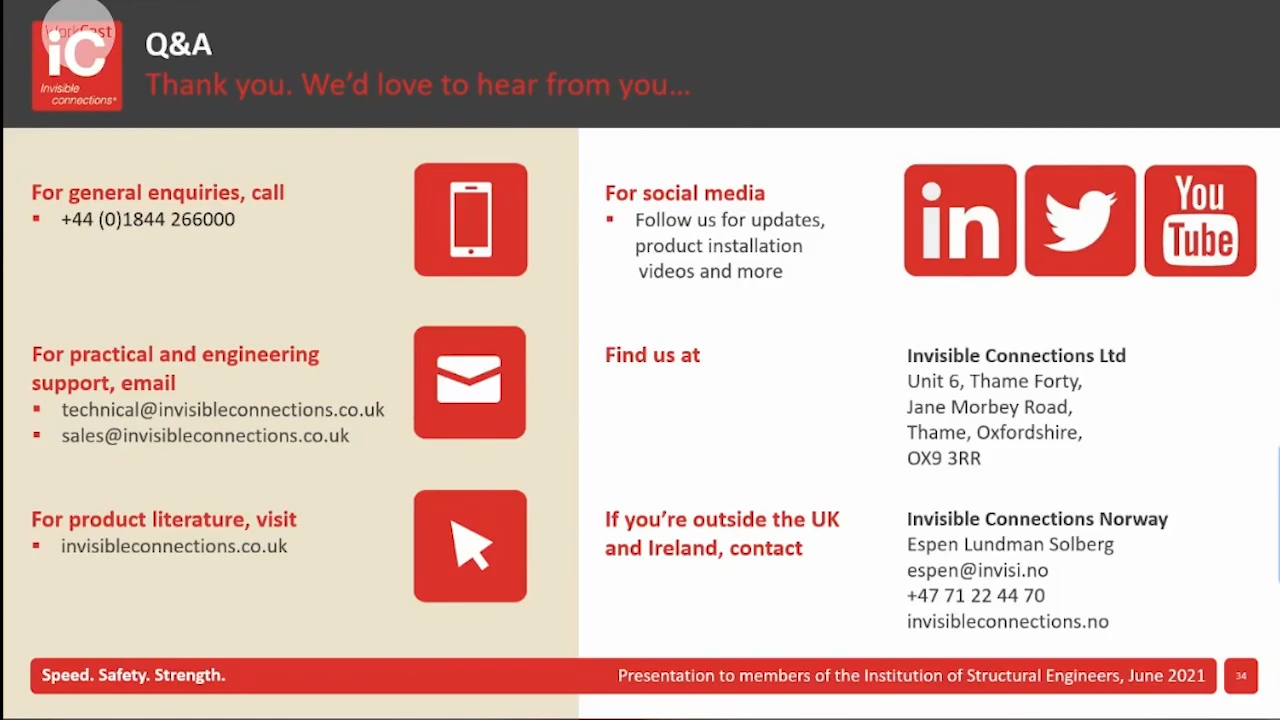 WorkCast
iC
Invisible
connections®
Q&A
Thank you. We’d love to hear from you…
For general enquiries, call
▪ +44 (0)1844 266000
For practical and engineering
support, email
▪ technical@invisibleconnections.co.uk
▪ sales@invisibleconnections.co.uk
For product literature, visit
▪ invisibleconnections.co.uk
For social media
▪ Follow us for updates,
product installation
videos and more
in
You
Tube
Find us at
Invisible Connections Ltd
Unit 6, Thame Forty,
Jane Morbey Road,
Thame, Oxfordshire,
OX9 3RR
If you’re outside the UK
and Ireland, contact
Invisible Connections Norway
Espen Lundman Solberg
espen@invisi.no
+47 71 22 44 70
invisibleconnections.no
Speed. Safety. Strength.
Presentation to members of the Institution of Structural Engineers, June 2021
34